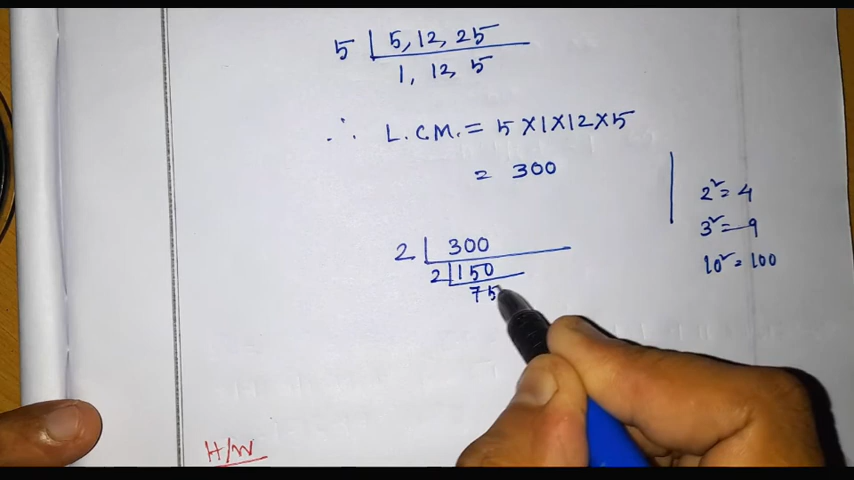 5 | 5, 12, 25
1, 12, 5
∴ L.C.M. = 5 X 1 X 12 X 5
= 300
2² = 4
3² = 9
10² = 100
2 | 300
2 | 150
75
H/W